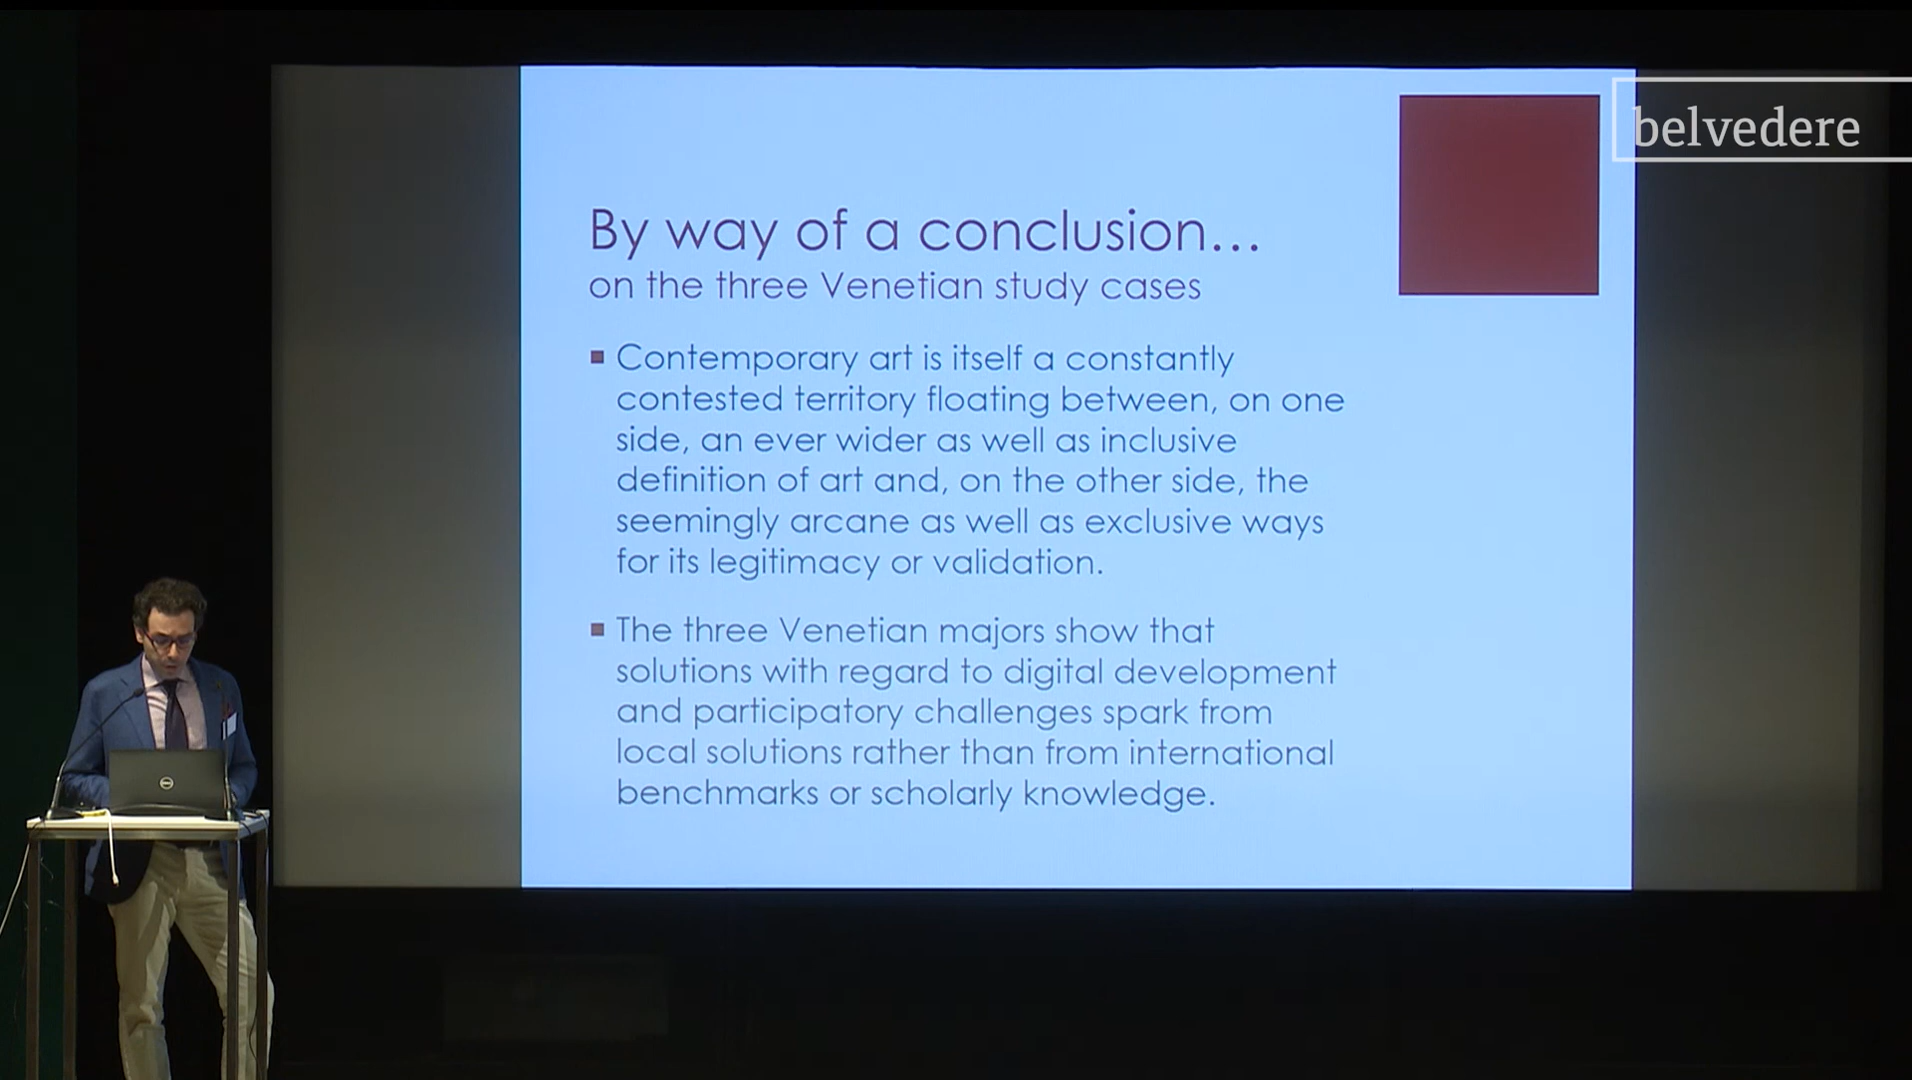 belvedere
By way of a conclusion...
on the three Venetian study cases
▪ Contemporary art is itself a constantly
contested territory floating between, on one
side, an ever wider as well as inclusive
definition of art and, on the other side, the
seemingly arcane as well as exclusive ways
for its legitimacy or validation.
▪ The three Venetian majors show that
solutions with regard to digital development
and participatory challenges spark from
local solutions rather than from international
benchmarks or scholarly knowledge.
DELL